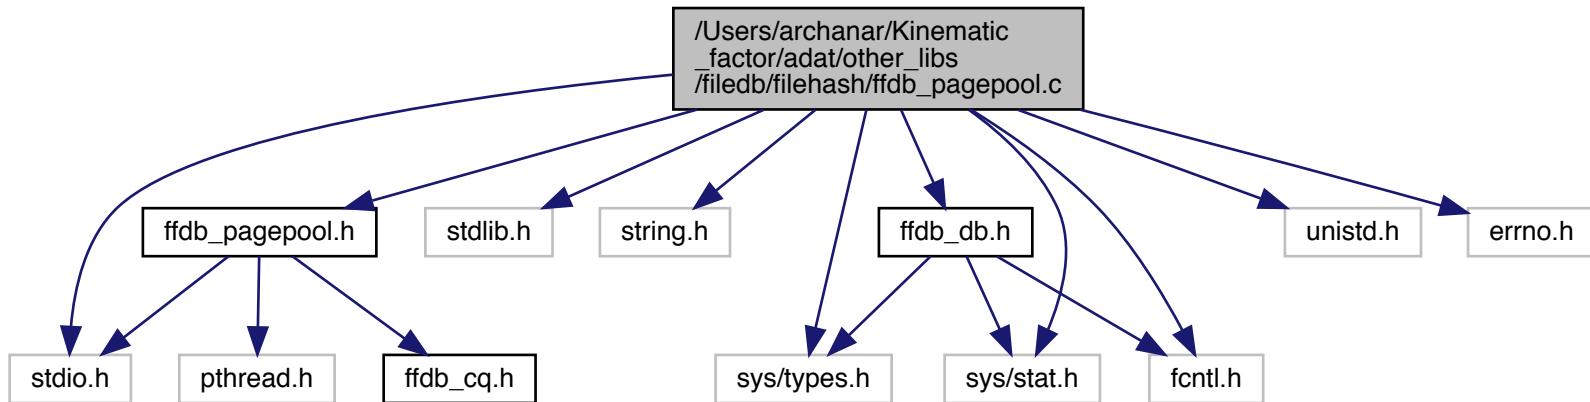 /Users/archanar/Kinematic
_factor/adat/other_libs
/filedb/filehash/ffdb_pagepool.c
ffdb_pagepool.h
stdlib.h
string.h
ffdb_db.h
unistd.h
errno.h
stdio.h
pthread.h
ffdb_cq.h
sys/types.h
sys/stat.h
fcntl.h